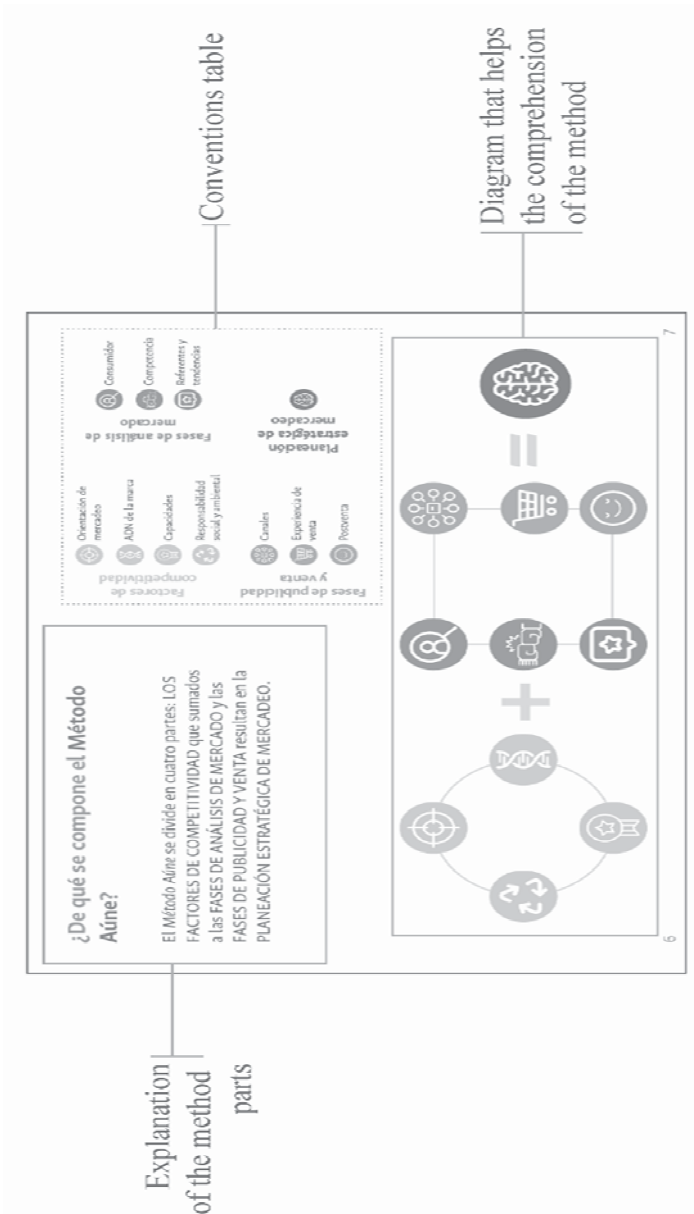 Explanation
of the method
parts
Conventions table
Diagram that helps
the comprehension
of the method
¿De qué se compone el Método
Aúne?
El Método Aúne se divide en cuatro partes: LOS
FACTORES DE COMPETITIVIDAD que sumados
a las FASES DE ANÁLISIS DE MERCADO y las
FASES DE PUBLICIDAD Y VENTA resultan en la
PLANEACIÓN ESTRATÉGICA DE MERCADEO.
Factores de
competitividad
Orientación de
mercadeo
ADN de la marca
Capacidades
Responsabilidad
social y ambiental
Fases de análisis de
mercado
Consumidor
Competencia
Referentes y
tendencias
Fases de publicidad
y venta
Canales
Experiencia de
venta
Postventa
Planeación
estratégica de
mercadeo
6
7